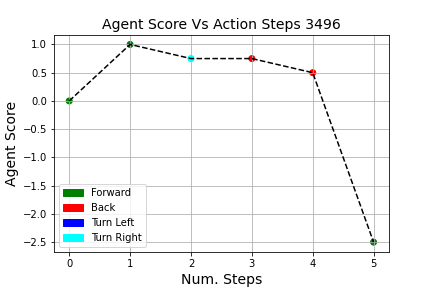 Agent Score Vs Action Steps 3496
1.0
0.5
0.0
−0.5
−1.0
−1.5
−2.0
−2.5
Agent Score
Forward
Back
Turn Left
Turn Right
0 1 2 3 4 5
Num. Steps